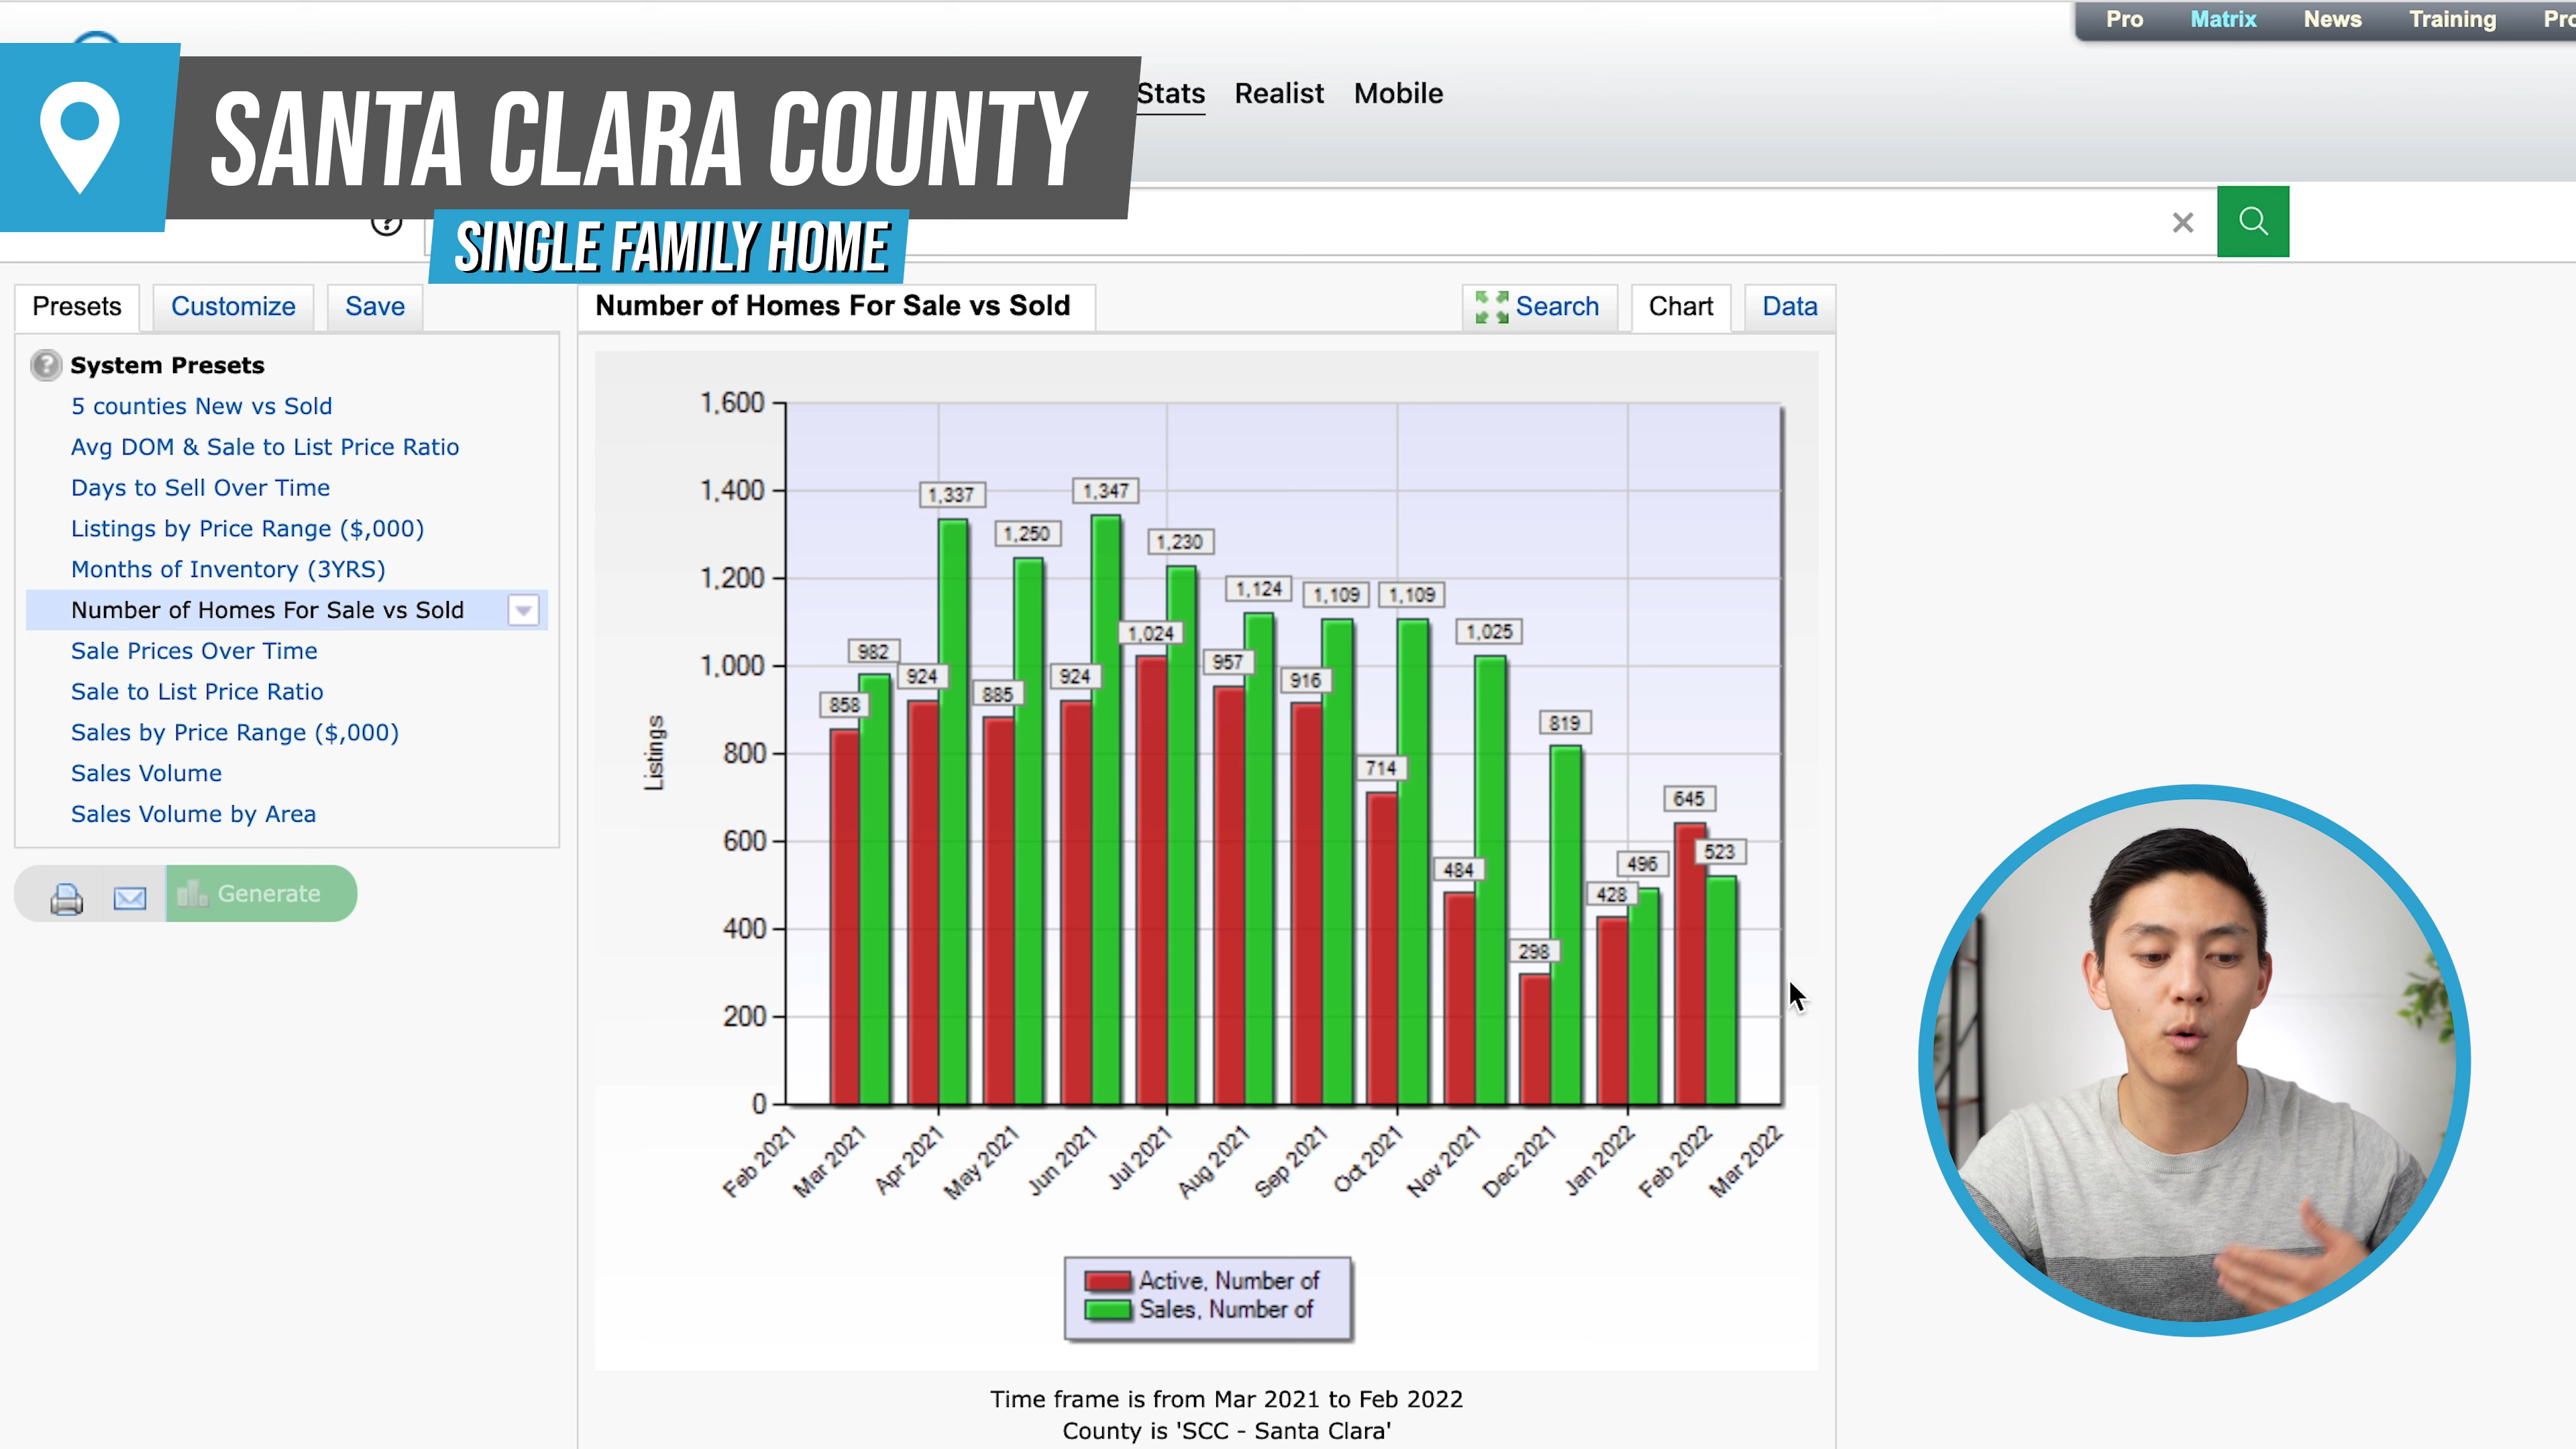 Pro Matrix News Training
SANTA CLARA COUNTY
Stats Realist Mobile
SINGLE FAMILY HOME
Presets Customize Save
System Presets
5 counties New vs Sold
Avg DOM & Sale to List Price Ratio
Days to Sell Over Time
Listings by Price Range ($,000)
Months of Inventory (3YRS)
Number of Homes For Sale vs Sold
Sale Prices Over Time
Sale to List Price Ratio
Sales by Price Range ($,000)
Sales Volume
Sales Volume by Area
Generate
Number of Homes For Sale vs Sold
Search Chart Data
Listings
1,600
1,400
1,200
1,000
800
600
400
200
0
858 982
924 1,337
885 1,250
924 1,347
1,024 1,230
957 1,124
916 1,109
714 1,109
484 1,025
298 819
428 496
645 523
Feb 2021 Mar 2021 Apr 2021 May 2021 Jun 2021 Jul 2021 Aug 2021 Sep 2021 Oct 2021 Nov 2021 Dec 2021 Jan 2022 Feb 2022 Mar 2022
Active, Number of
Sales, Number of
Time frame is from Mar 2021 to Feb 2022
County is 'SCC - Santa Clara'